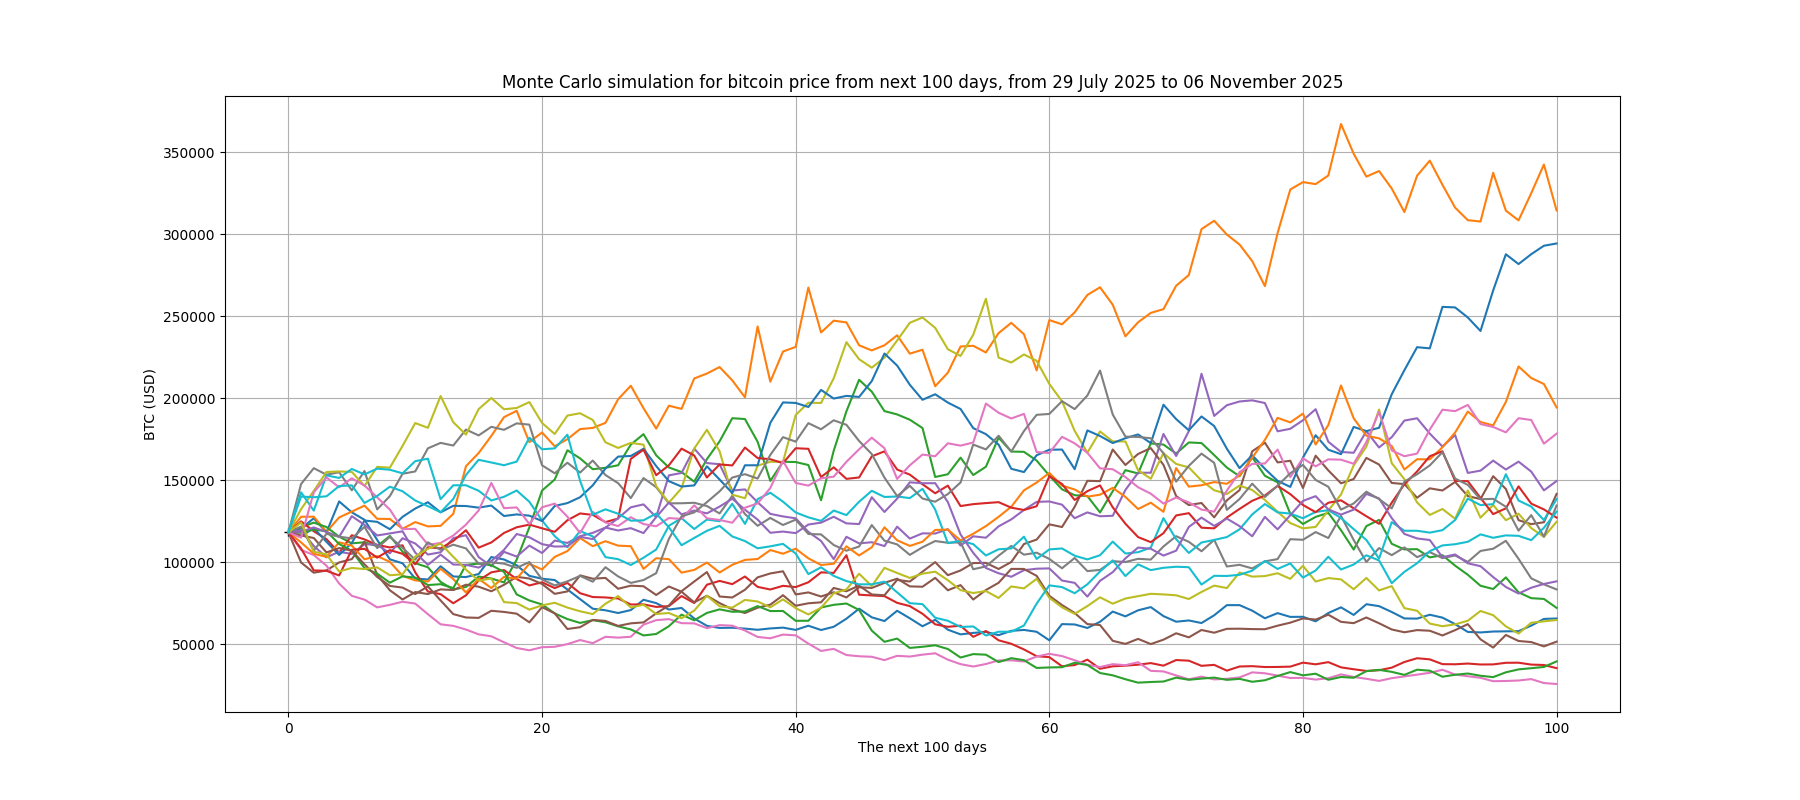 Monte Carlo simulation for bitcoin price from next 100 days, from 29 July 2025 to 06 November 2025
350000
300000
250000
200000
150000
100000
50000
BTC (USD)
0 20 40 60 80 100
The next 100 days